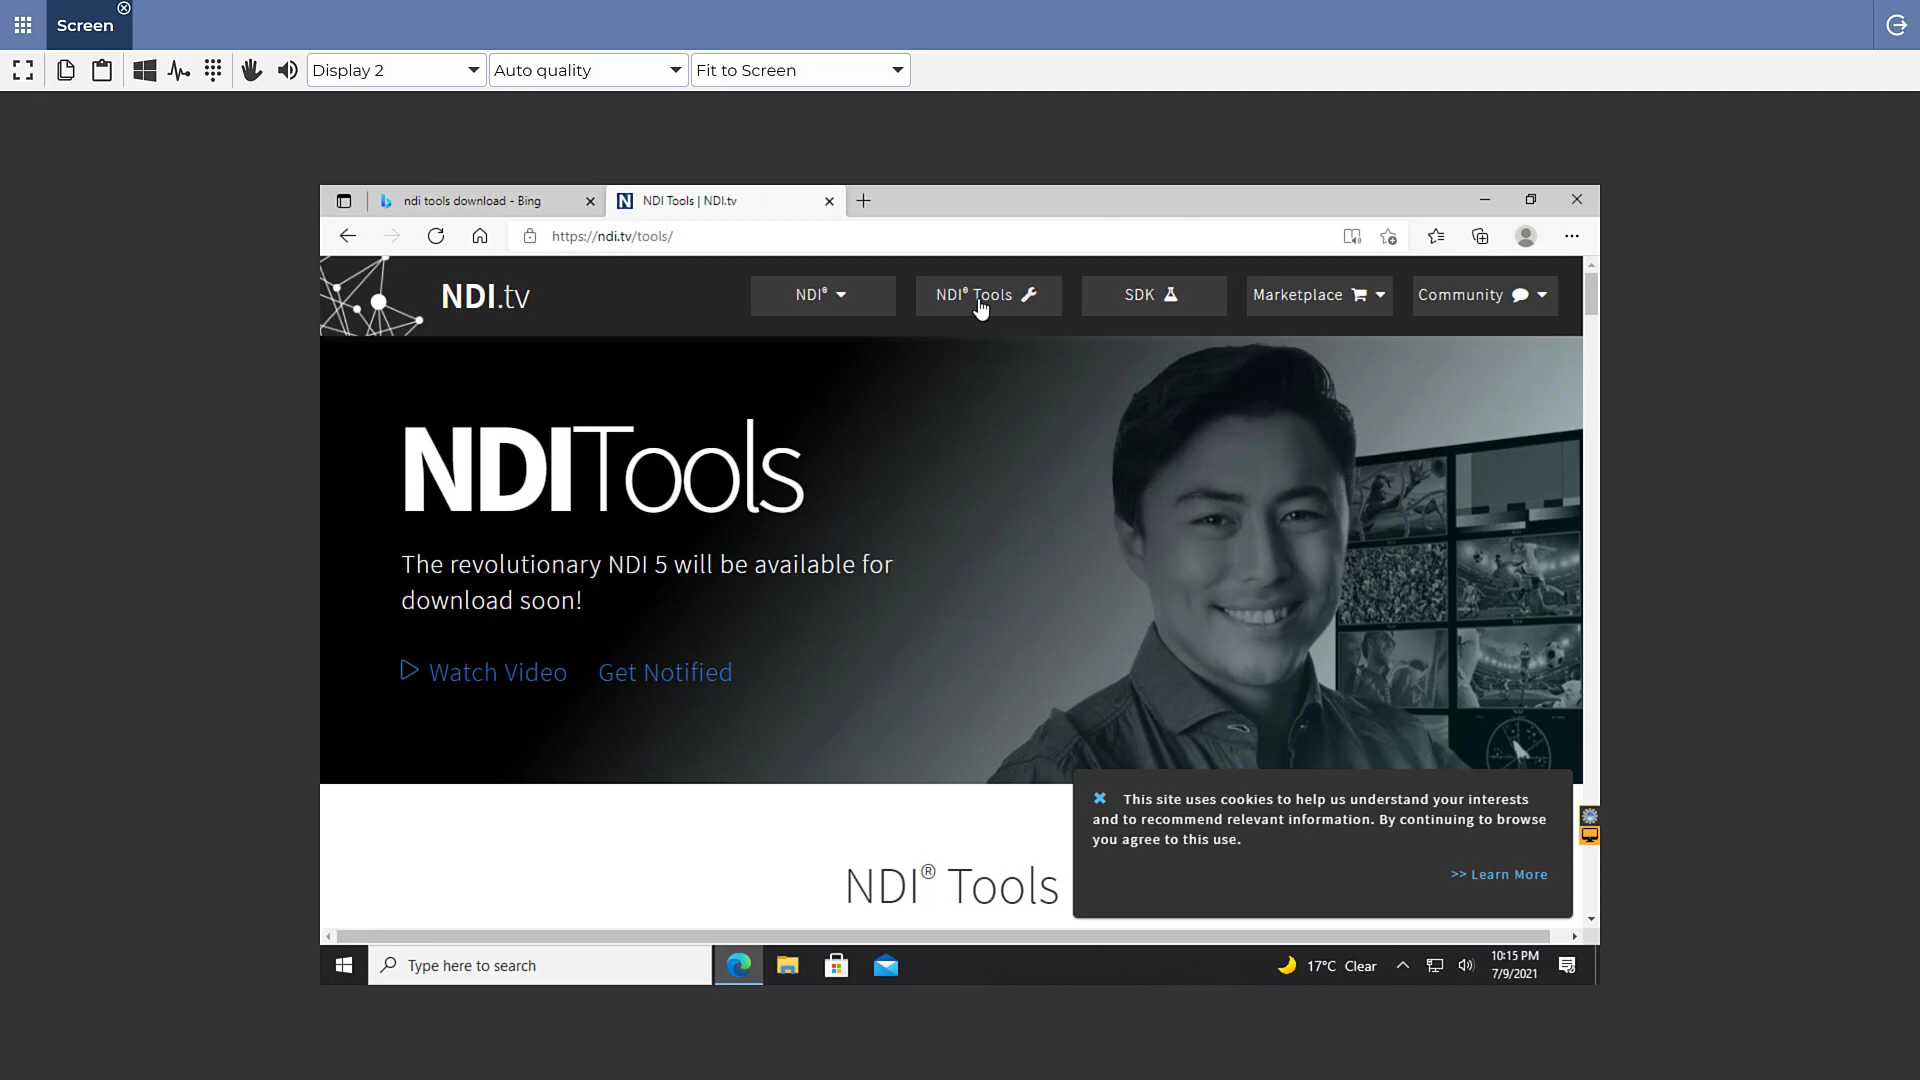 Screen
Display 2
Auto quality
Fit to Screen
ndi tools download - Bing
NDI Tools | NDI.tv
https://ndi.tv/tools/
NDI.tv
NDI®
NDI® Tools
SDK
Marketplace
Community
NDITools
The revolutionary NDI 5 will be available for
download soon!
Watch Video
Get Notified
This site uses cookies to help us understand your interests
and to recommend relevant information. By continuing to browse
you agree to this use.
>> Learn More
NDI® Tools
Type here to search
17°C Clear
10:15 PM
7/9/2021